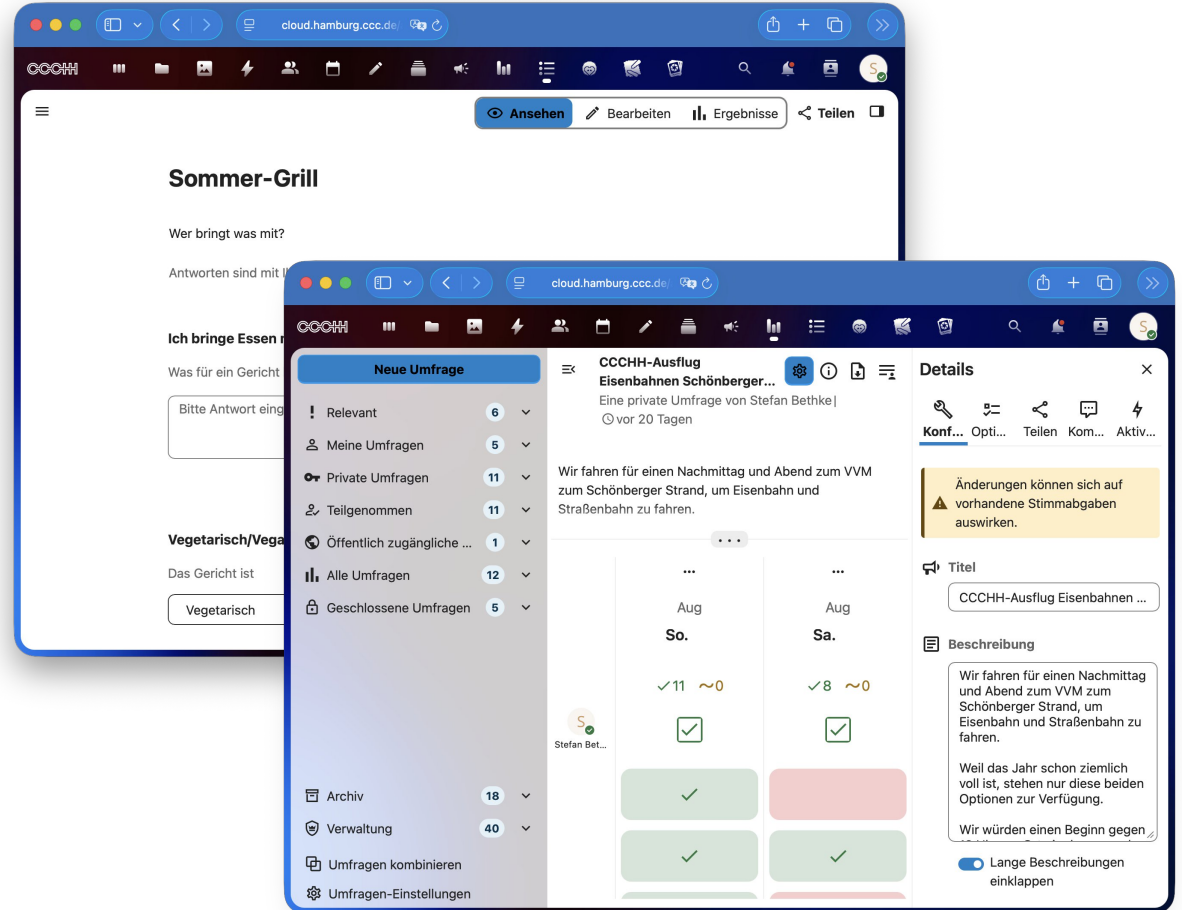 cloud.hamburg.ccc.de/
CCCHH
S
Ansehen
Bearbeiten
Ergebnisse
Teilen
Sommer-Grill
Wer bringt was mit?
Antworten sind mit
Ich bringe Essen
Was für ein Gericht
Bitte Antwort eing
Vegetarisch/Vega
Das Gericht ist
Vegetarisch
cloud.hamburg.ccc.de/
CCCHH
S
Neue Umfrage
Relevant 6
Meine Umfragen 5
Private Umfragen 11
Teilgenommen 11
Öffentlich zugängliche ... 1
Alle Umfragen 12
Geschlossene Umfragen 5
Archiv 18
Verwaltung 40
Umfragen kombinieren
Umfragen-Einstellungen
CCCHH-Ausflug
Eisenbahnen Schönberger...
Eine private Umfrage von Stefan Bethke|
vor 20 Tagen
Wir fahren für einen Nachmittag und Abend zum VVM
zum Schönberger Strand, um Eisenbahn und
Straßenbahn zu fahren.
...
... ...
Aug Aug
So. Sa.
11 ~0 8 ~0
S
Stefan Bet...
Details
Konf... Opti... Teilen Kom... Aktiv...
Änderungen können sich auf
vorhandene Stimmabgaben
auswirken.
Titel
CCCHH-Ausflug Eisenbahnen ...
Beschreibung
Wir fahren für einen Nachmittag
und Abend zum VVM zum
Schönberger Strand, um
Eisenbahn und Straßenbahn zu
fahren.
Weil das Jahr schon ziemlich
voll ist, stehen nur diese beiden
Optionen zur Verfügung.
Wir würden einen Beginn gegen
Lange Beschreibungen
einklappen